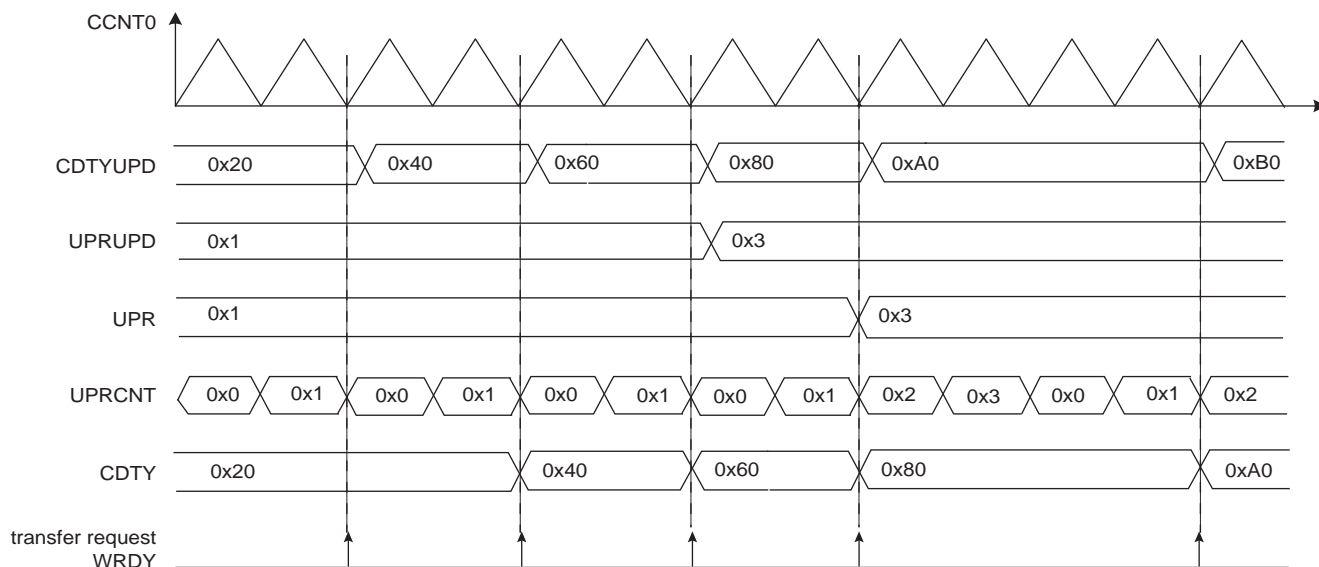 CCNT0
CDTYUPD 0x20 0x40 0x60 0x80 0xA0 0xB0
UPRUPD 0x1 0x3
UPR 0x1 0x3
UPRCNT 0x0 0x1 0x0 0x1 0x0 0x1 0x0 0x1 0x2 0x3 0x0 0x1 0x2
CDTY 0x20 0x40 0x60 0x80 0xA0
transfer request
WRDY